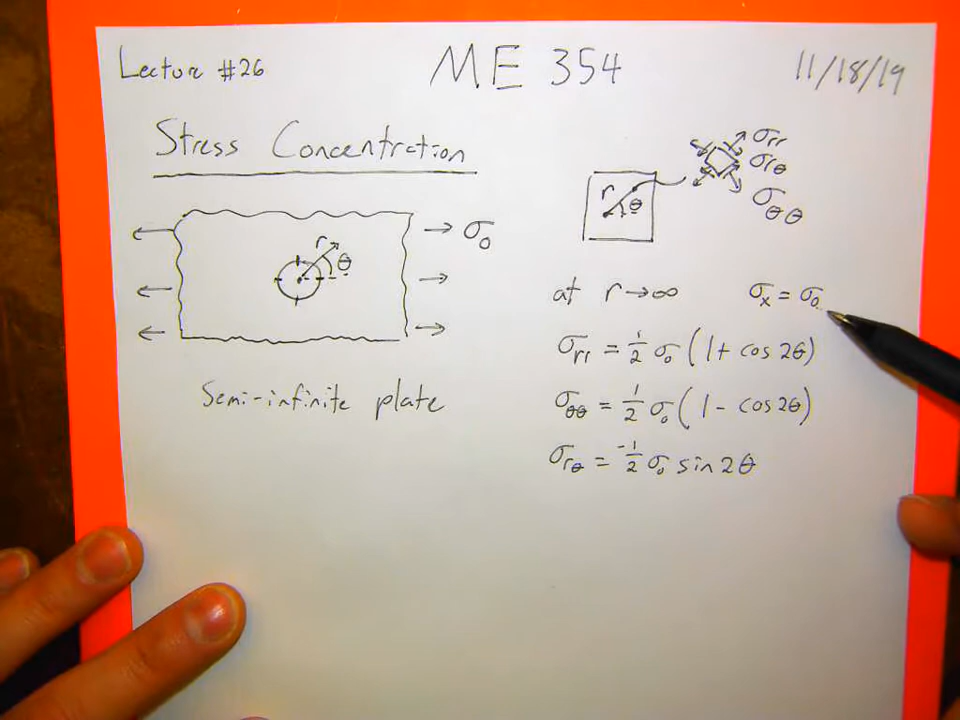 Lecture #26
ME 354
11/18/19
Stress Concentration
σ₀
r
θ
Semi-infinite plate
r
θ
σrr
σrθ
σθθ
at r→∞ σx = σ₀
σrr = 1/2 σ₀ (1 + cos 2θ)
σθθ = 1/2 σ₀ (1 - cos 2θ)
σrθ = -1/2 σ₀ sin 2θ